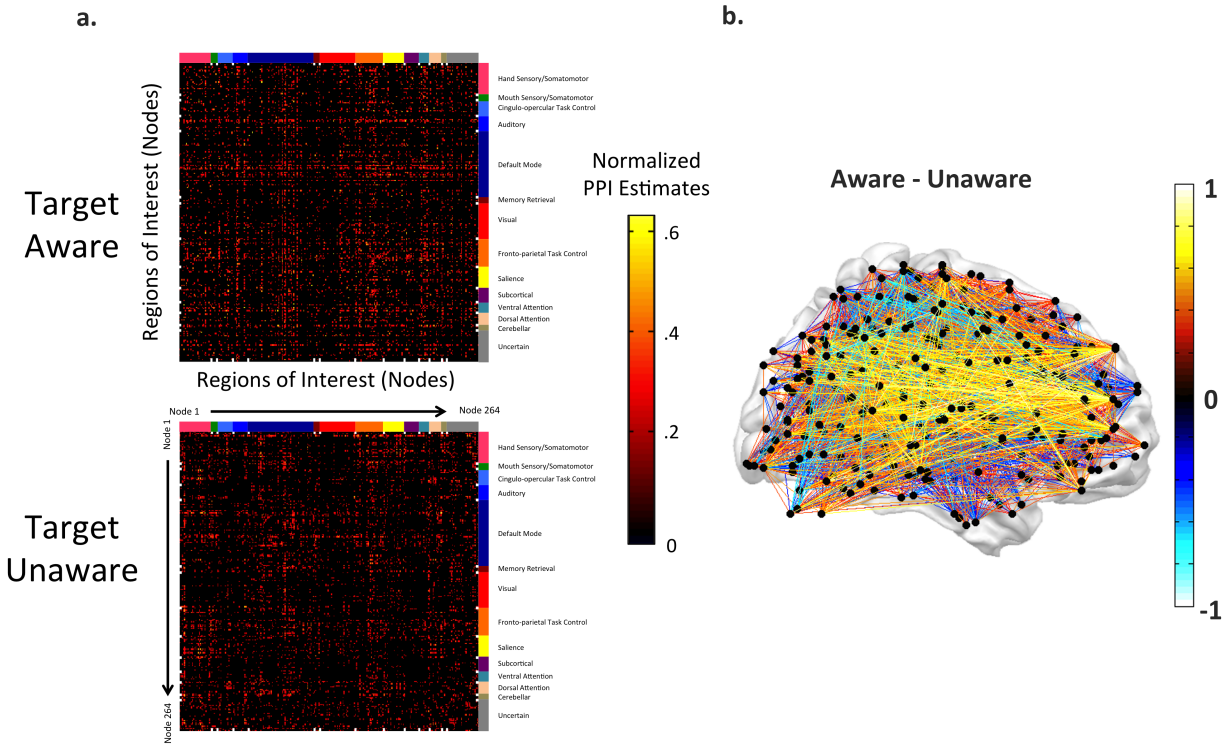 a.
b.
Target
Aware
Regions of Interest (Nodes)
Hand Sensory/Somatomotor
Mouth Sensory/Somatomotor
Cingulo-opercular Task Control
Auditory
Default Mode
Memory Retrieval
Visual
Fronto-parietal Task Control
Salience
Subcortical
Ventral Attention
Dorsal Attention
Cerebellar
Uncertain
Regions of Interest (Nodes)
Node 1
Node 264
Node 1
Node 264
Target
Unaware
Hand Sensory/Somatomotor
Mouth Sensory/Somatomotor
Cingulo-opercular Task Control
Auditory
Default Mode
Memory Retrieval
Visual
Fronto-parietal Task Control
Salience
Subcortical
Ventral Attention
Dorsal Attention
Cerebellar
Uncertain
Normalized
PPI Estimates
.6
.4
.2
0
Aware - Unaware
1
0
-1